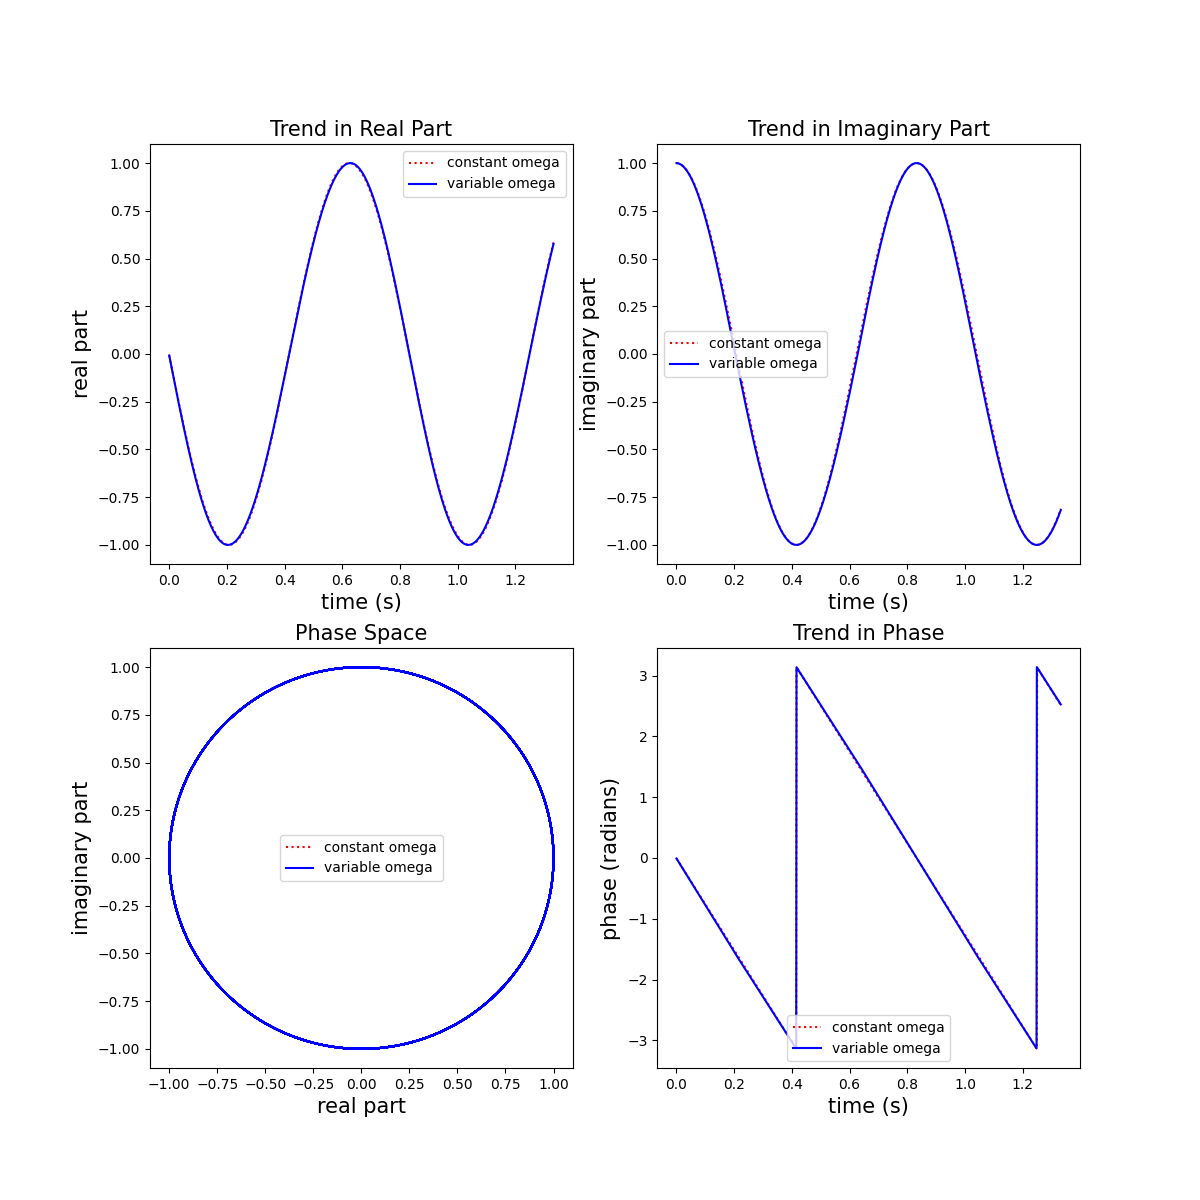 Trend in Real Part
real part
1.00
0.75
0.50
0.25
0.00
−0.25
−0.50
−0.75
−1.00
constant omega
variable omega
0.0 0.2 0.4 0.6 0.8 1.0 1.2
time (s)
Trend in Imaginary Part
imaginary part
1.00
0.75
0.50
0.25
0.00
−0.25
−0.50
−0.75
−1.00
constant omega
variable omega
0.0 0.2 0.4 0.6 0.8 1.0 1.2
time (s)
Phase Space
imaginary part
1.00
0.75
0.50
0.25
0.00
−0.25
−0.50
−0.75
−1.00
constant omega
variable omega
−1.00 −0.75 −0.50 −0.25 0.00 0.25 0.50 0.75 1.00
real part
Trend in Phase
phase (radians)
3
2
1
0
−1
−2
−3
constant omega
variable omega
0.0 0.2 0.4 0.6 0.8 1.0 1.2
time (s)